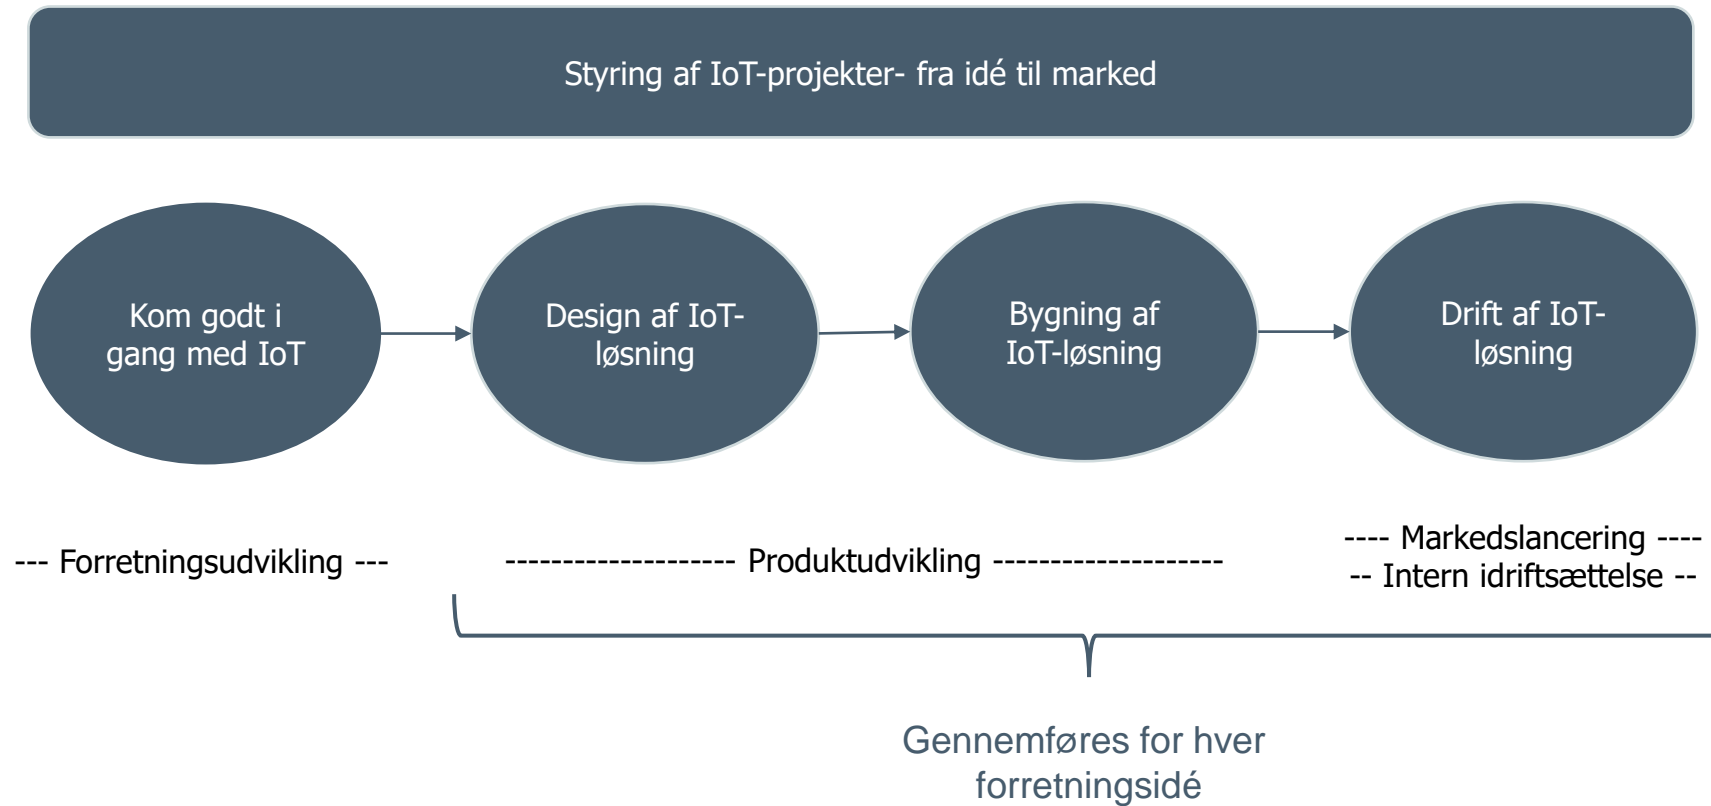 Styring af IoT-projekter- fra idé til marked
Kom godt i
gang med IoT
Design af IoT-
løsning
Bygning af
IoT-løsning
Drift af IoT-
løsning
--- Forretningsudvikling ---
-------------------- Produktudvikling --------------------
---- Markedslancering ----
-- Intern idriftsættelse --
Gennemføres for hver
forretningsidé